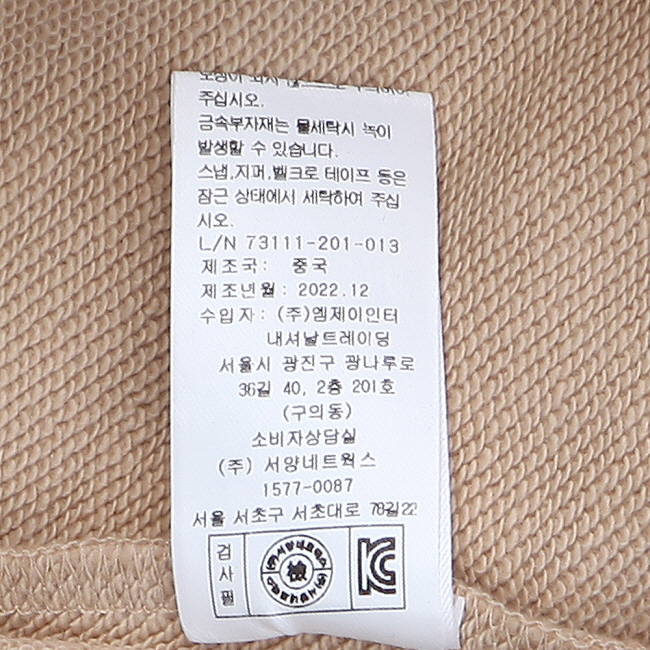 주십시오.
금속부자재는 물세탁시 녹이
발생할 수 있습니다.
스냅,지퍼,벨크로 테이프 등은
잠근 상태에서 세탁하여 주십
시오.
L/N 73111-201-013
제조국: 중국
제조년월: 2022.12
수입자: (주)엠제이인터
내셔날트레이딩
서울시 광진구 광나루로
36길 40, 2층 201호
(구의동)
소비자상담실
(주) 서양네트웍스
1577-0087
서울 서초구 서초대로 78길22
검사필
檢
KC